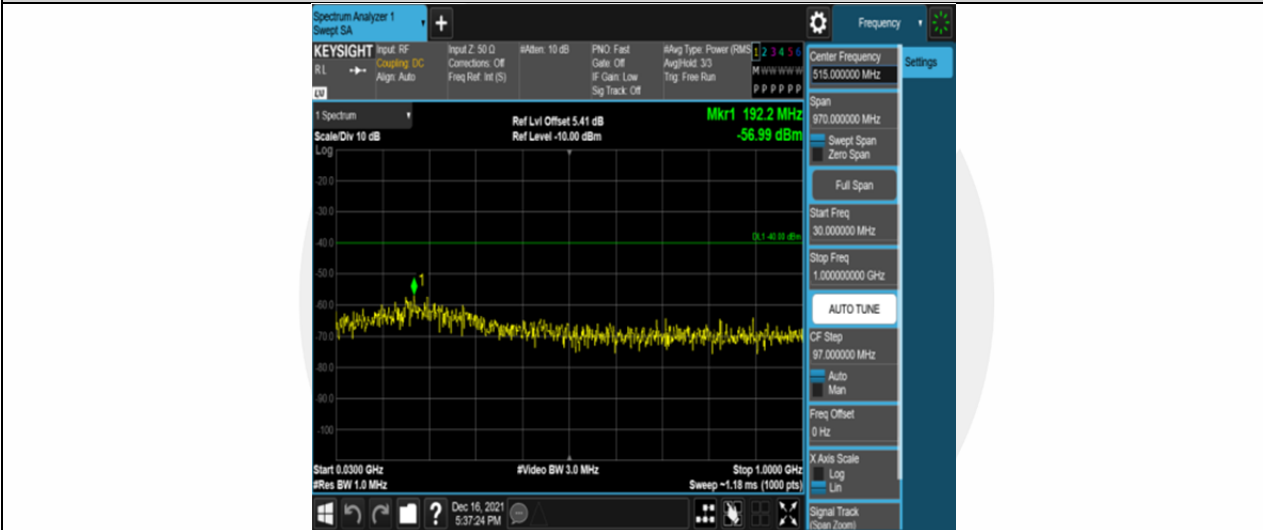 Spectrum Analyzer 1
Swept SA
+
Frequency
KEYSIGHT
RL
LV
Input: RF
Coupling: DC
Align: Auto
Input Z: 50 Ω
Corrections: Off
Freq Ref: Int (S)
#Atten: 10 dB
PNO: Fast
Gate: Off
IF Gain: Low
Sig Track: Off
#Avg Type: Power (RMS
Avg|Hold: 3/3
Trig: Free Run
1 2 3 4 5 6
M W W W W W
P P P P P P
1 Spectrum
Scale/Div 10 dB
Ref Lvl Offset 5.41 dB
Ref Level -10.00 dBm
Mkr1 192.2 MHz
-56.99 dBm
Log
-20.0
-30.0
-40.0
-50.0
-60.0
-70.0
-80.0
-90.0
-100
DL1 -40.00 dBm
1
Start 0.0300 GHz
#Res BW 1.0 MHz
#Video BW 3.0 MHz
Stop 1.0000 GHz
Sweep ~1.18 ms (1000 pts)
?
Dec 16, 2021
5:37:24 PM
Center Frequency
515.000000 MHz
Settings
Span
970.000000 MHz
Swept Span
Zero Span
Full Span
Start Freq
30.000000 MHz
Stop Freq
1.000000000 GHz
AUTO TUNE
CF Step
97.000000 MHz
Auto
Man
Freq Offset
0 Hz
X Axis Scale
Log
Lin
Signal Track
(Span Zoom)